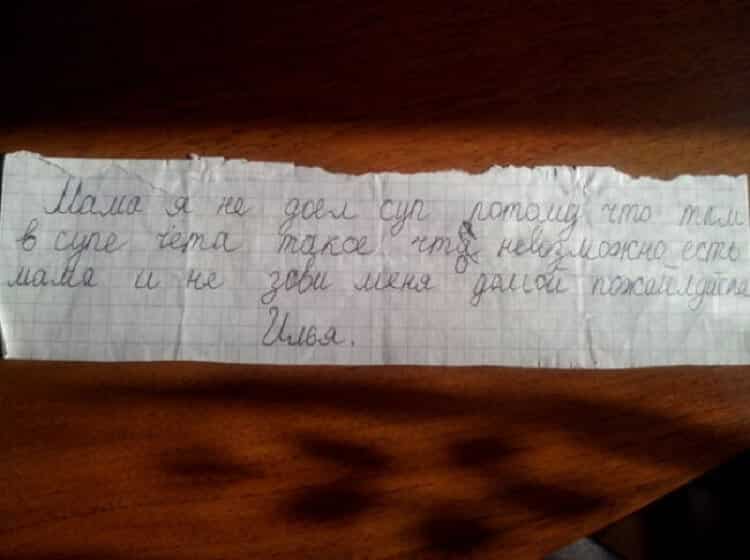 Мама я не доел суп потому что там
в супе чета такое что невозможно есть
мама и не зови меня домой пожайлуйста
Илья.